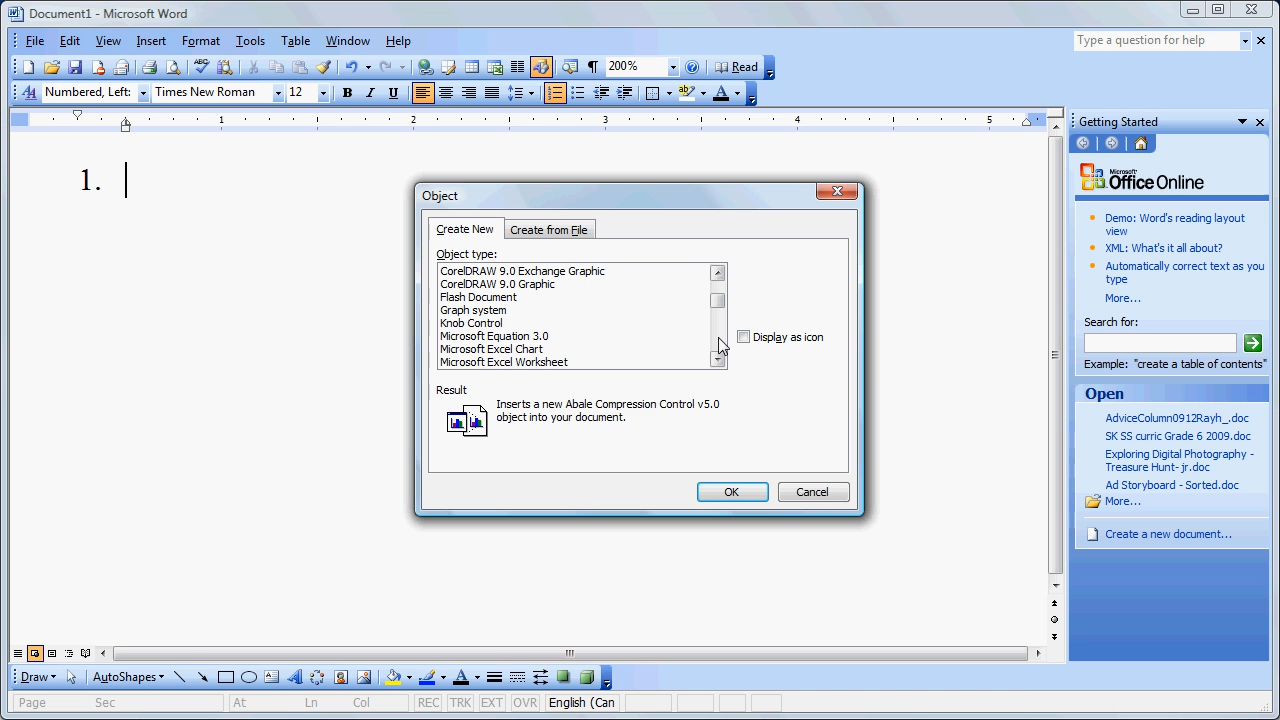 Document1 - Microsoft Word
File Edit View Insert Format Tools Table Window Help
Type a question for help
200% Read
Numbered, Left: Times New Roman 12 B I U A
1 2 3 4 5
1.
Object
Create New Create from File
Object type:
CorelDRAW 9.0 Exchange Graphic
CorelDRAW 9.0 Graphic
Flash Document
Graph system
Knob Control
Microsoft Equation 3.0
Microsoft Excel Chart
Microsoft Excel Worksheet
Display as icon
Result
Inserts a new Abale Compression Control v5.0
object into your document.
OK Cancel
Getting Started
Microsoft
Office Online
Demo: Word's reading layout
view
XML: What's it all about?
Automatically correct text as you
type
More...
Search for:
Example: "create a table of contents"
Open
AdviceColumn0912Rayh_.doc
SK SS curric Grade 6 2009.doc
Exploring Digital Photography -
Treasure Hunt- jr.doc
Ad Storyboard - Sorted.doc
More...
Create a new document...
Draw AutoShapes A
Page Sec At Ln Col REC TRK EXT OVR English (Can